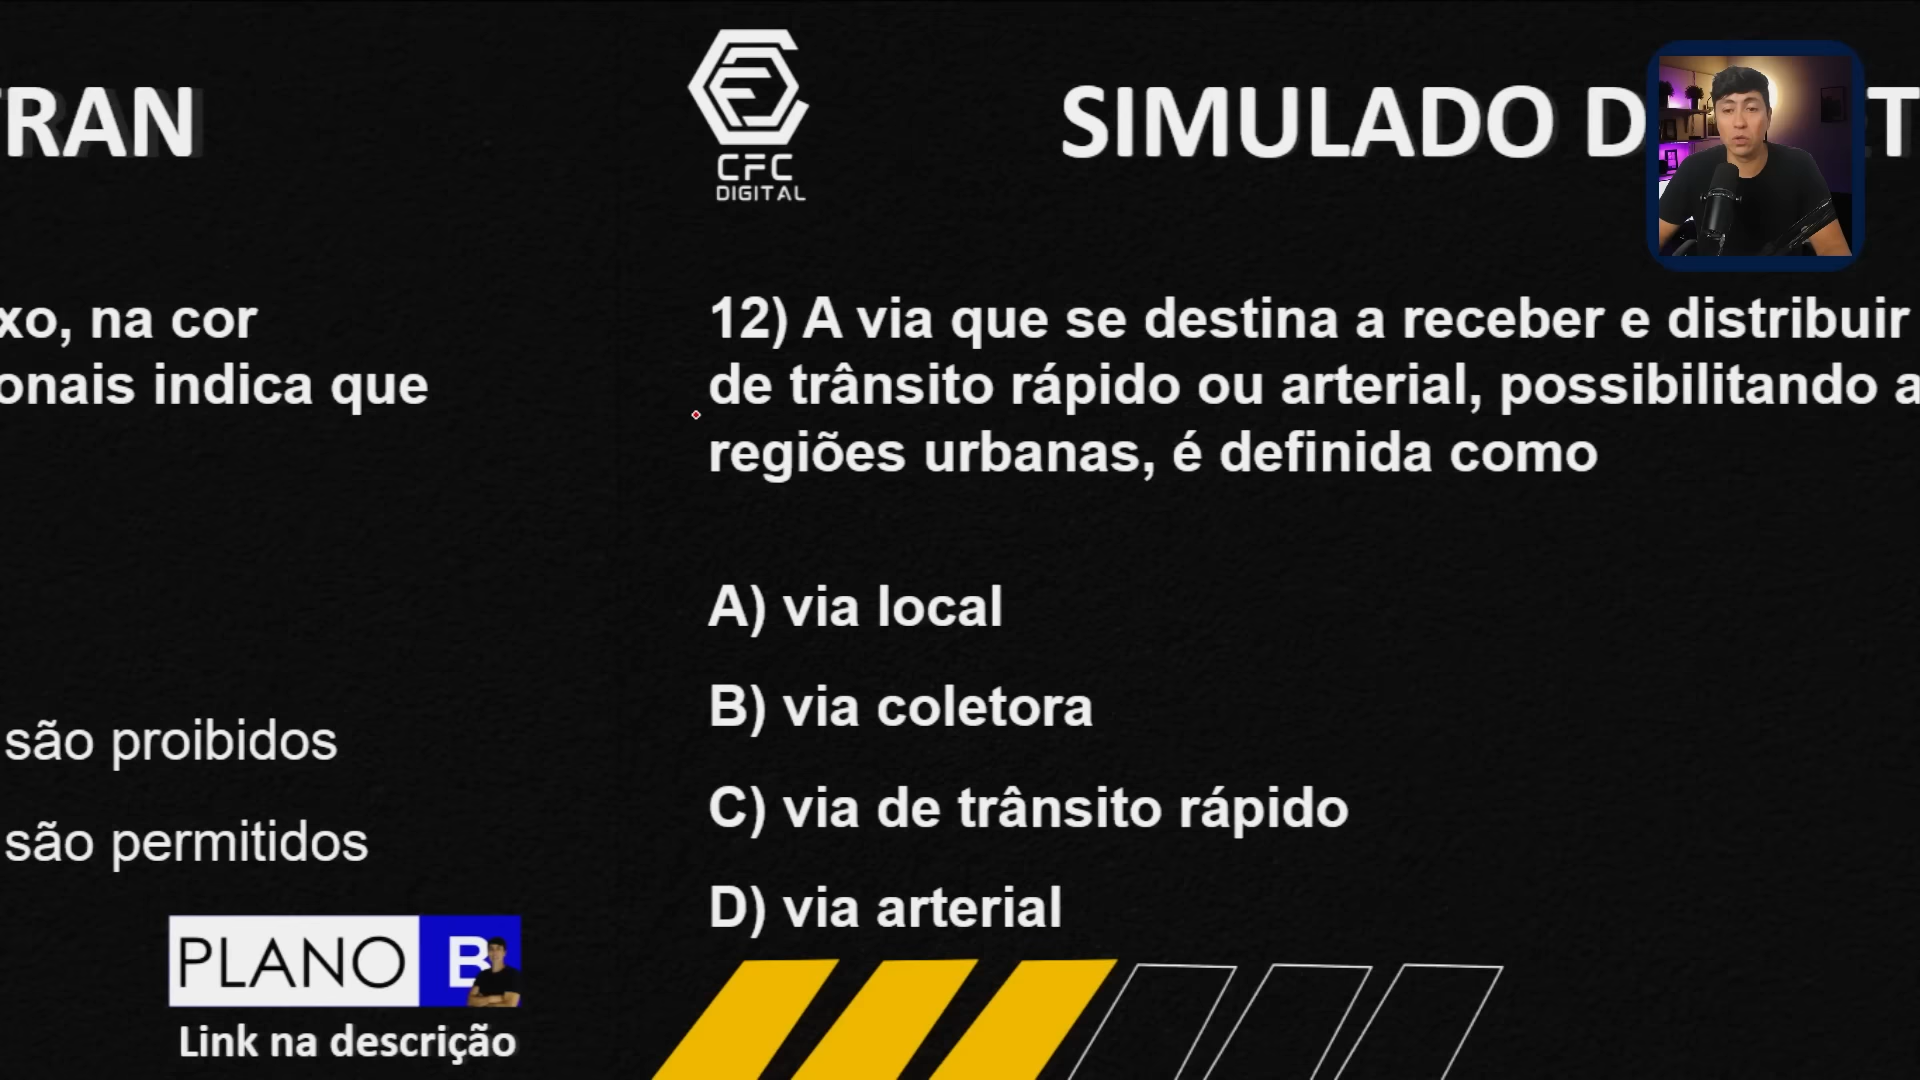 RAN
xo, na cor
onais indica que
são proibidos
são permitidos
PLANO B
Link na descrição
CFC
DIGITAL
SIMULADO D
12) A via que se destina a receber e distribuir
de trânsito rápido ou arterial, possibilitando a
regiões urbanas, é definida como
A) via local
B) via coletora
C) via de trânsito rápido
D) via arterial